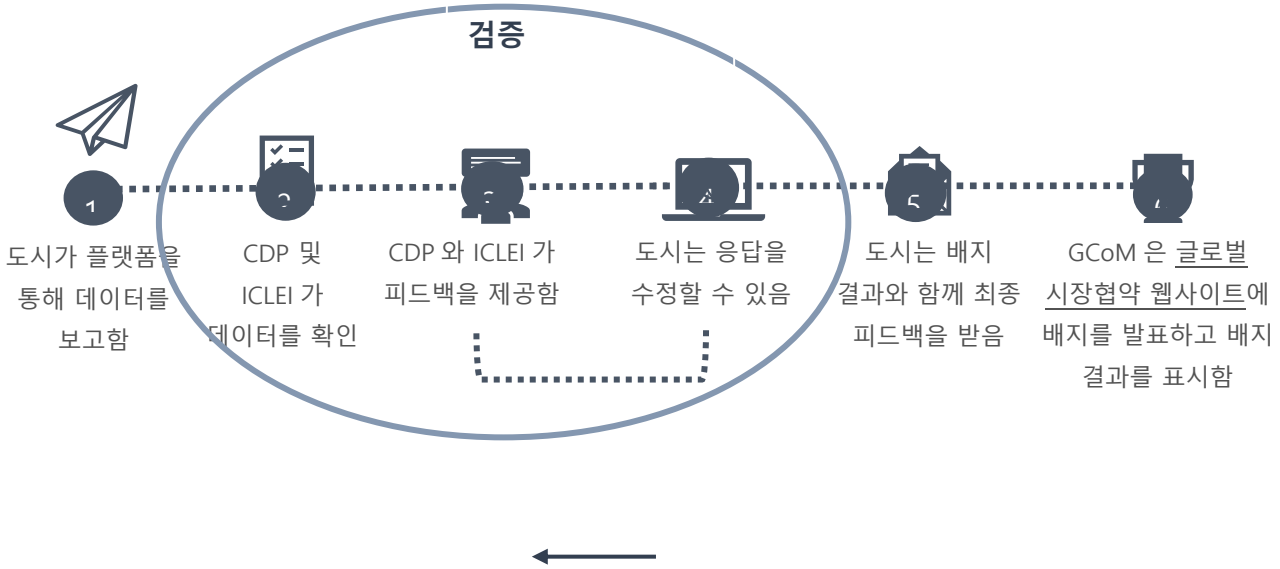 검증
1
도시가 플랫폼을
통해 데이터를
보고함
2
CDP 및
ICLEI 가
데이터를 확인
3
CDP 와 ICLEI 가
피드백을 제공함
4
도시는 응답을
수정할 수 있음
5
도시는 배지
결과와 함께 최종
피드백을 받음
GCoM 은 글로벌
시장협약 웹사이트에
배지를 발표하고 배지
결과를 표시함